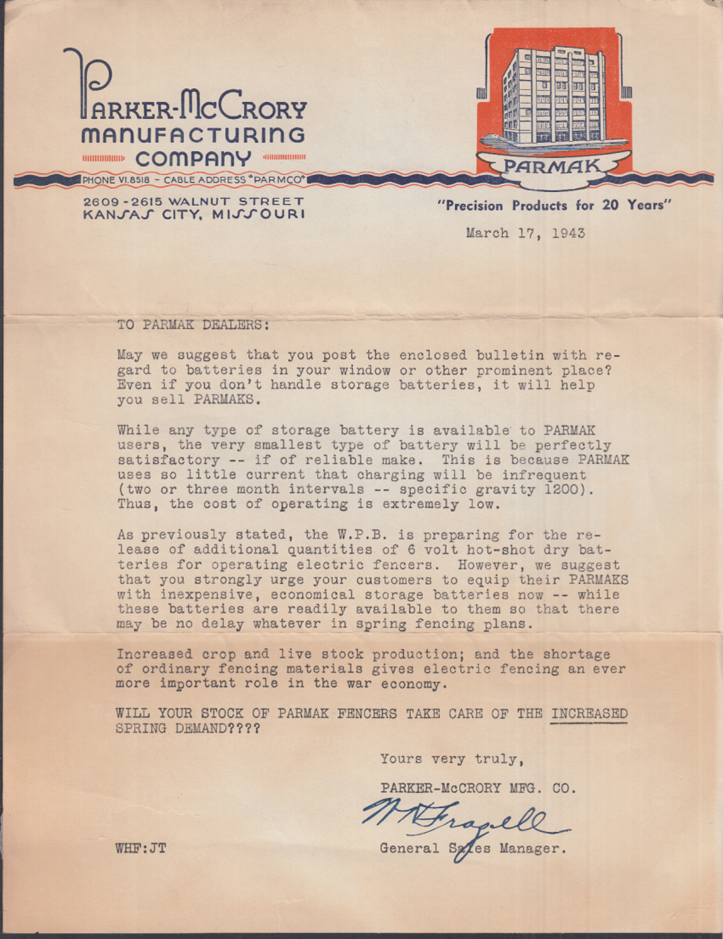 PARKER-McCRORY
MANUFACTURING
COMPANY
PHONE VI.8518 - CABLE ADDRESS "PARMCO"
2609-2615 WALNUT STREET
KANSAS CITY, MISSOURI
PARMAK
"Precision Products for 20 Years"
March 17, 1943
TO PARMAK DEALERS:
May we suggest that you post the enclosed bulletin with re-
gard to batteries in your window or other prominent place?
Even if you don't handle storage batteries, it will help
you sell PARMAKS.
While any type of storage battery is available to PARMAK
users, the very smallest type of battery will be perfectly
satisfactory -- if of reliable make.  This is because PARMAK
uses so little current that charging will be infrequent
(two or three month intervals -- specific gravity 1200).
Thus, the cost of operating is extremely low.
As previously stated, the W.P.B. is preparing for the re-
lease of additional quantities of 6 volt hot-shot dry bat-
teries for operating electric fencers.  However, we suggest
that you strongly urge your customers to equip their PARMAKS
with inexpensive, economical storage batteries now -- while
these batteries are readily available to them so that there
may be no delay whatever in spring fencing plans.
Increased crop and live stock production; and the shortage
of ordinary fencing materials gives electric fencing an ever
more important role in the war economy.
WILL YOUR STOCK OF PARMAK FENCERS TAKE CARE OF THE INCREASED
SPRING DEMAND????
Yours very truly,
PARKER-McCRORY MFG. CO.
WHFragell
WHF:JT
General Sales Manager.